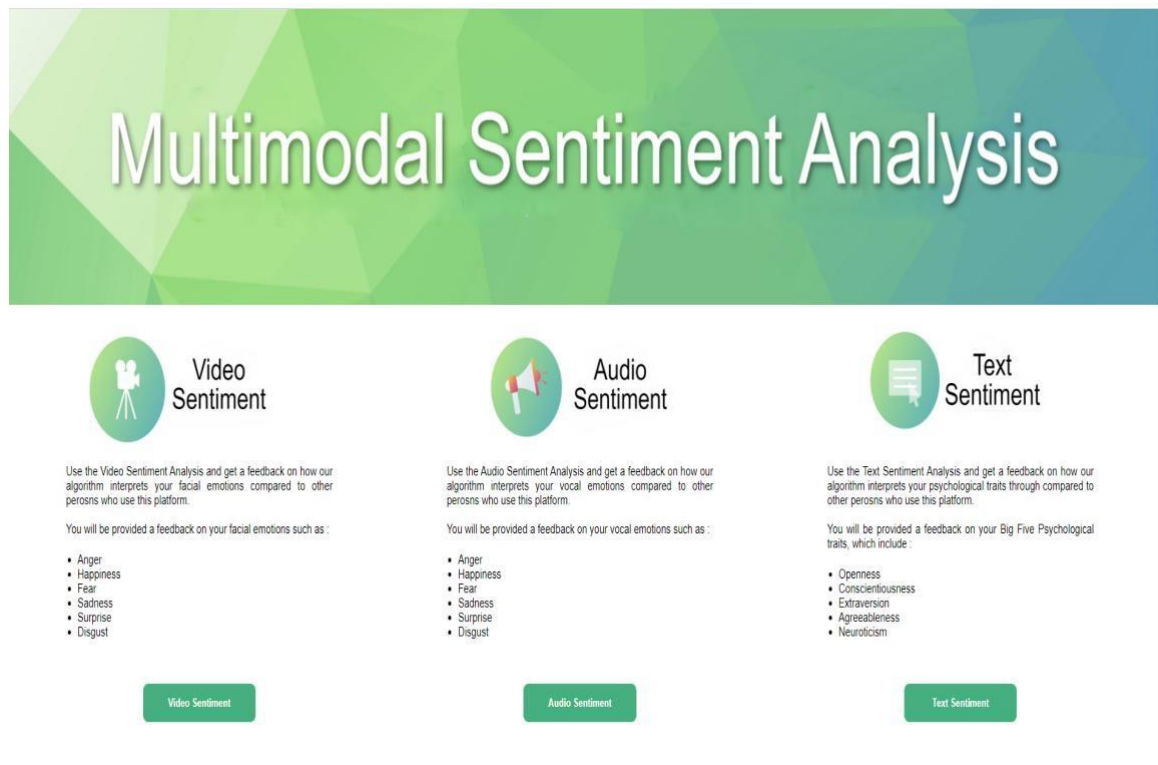 Multimodal Sentiment Analysis
Video
Sentiment
Use the Video Sentiment Analysis and get a feedback on how our
algorithm interprets your facial emotions compared to other
perosns who use this platform.
You will be provided a feedback on your facial emotions such as :
• Anger
• Happiness
• Fear
• Sadness
• Surprise
• Disgust
Video Sentiment
Audio
Sentiment
Use the Audio Sentiment Analysis and get a feedback on how our
algorithm interprets your vocal emotions compared to other
perosns who use this platform.
You will be provided a feedback on your vocal emotions such as :
• Anger
• Happiness
• Fear
• Sadness
• Surprise
• Disgust
Audio Sentiment
Text
Sentiment
Use the Text Sentiment Analysis and get a feedback on how our
algorithm interprets your psychological traits through compared to
other perosns who use this platform.
You will be provided a feedback on your Big Five Psychological
traits, which include :
• Openness
• Conscientiousness
• Extraversion
• Agreeableness
• Neuroticism
Text Sentiment